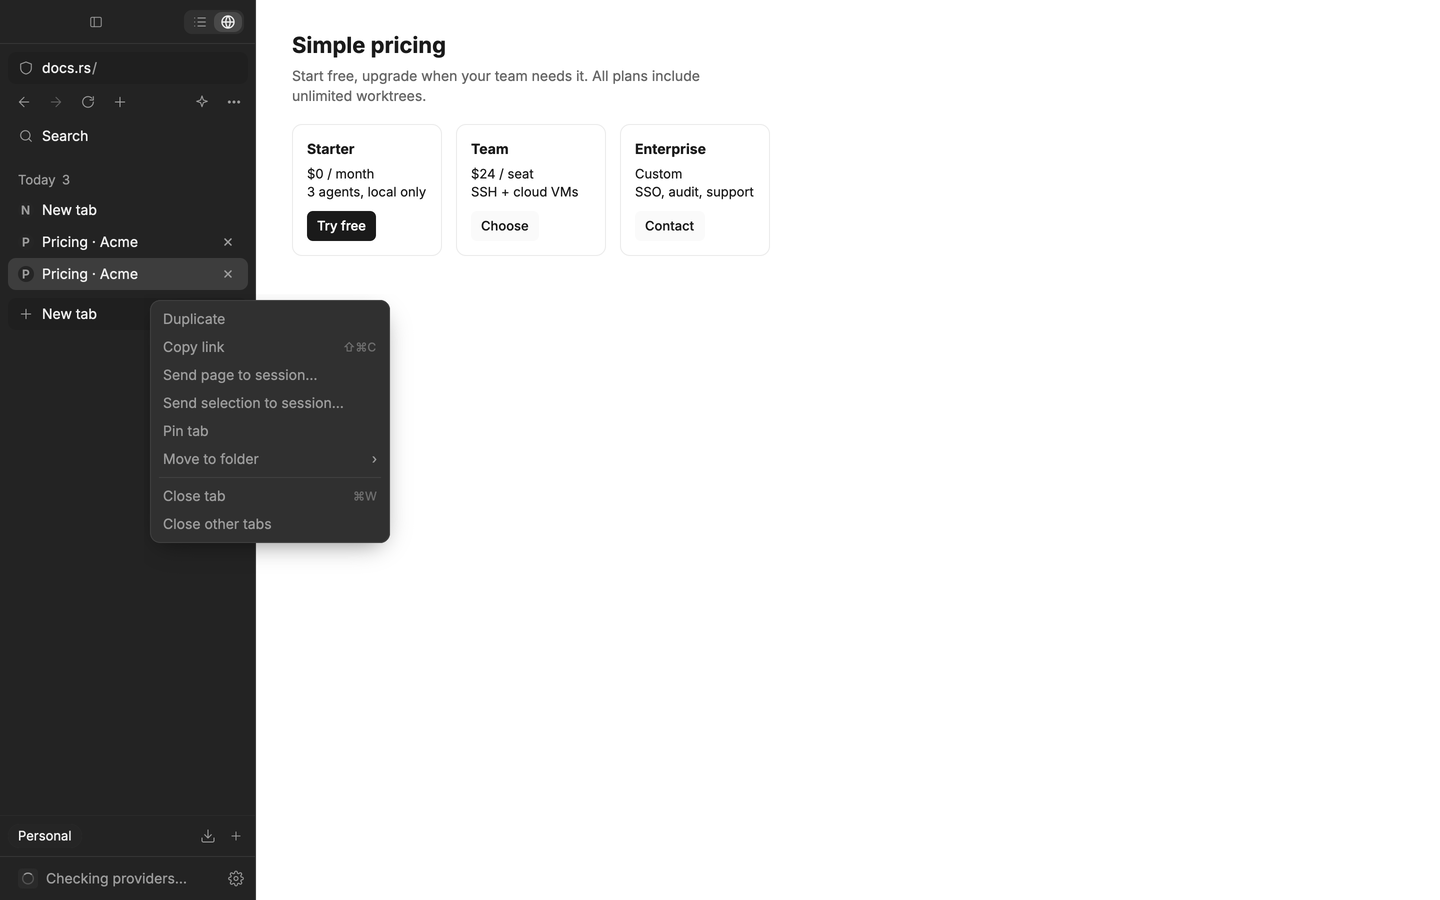 docs.rs/
Search
Today 3
N New tab
P Pricing · Acme
P Pricing · Acme
New tab
Duplicate
Copy link ⇧⌘C
Send page to session...
Send selection to session...
Pin tab
Move to folder
Close tab ⌘W
Close other tabs
Personal
Checking providers...
Simple pricing
Start free, upgrade when your team needs it. All plans include
unlimited worktrees.
Starter
$0 / month
3 agents, local only
Try free
Team
$24 / seat
SSH + cloud VMs
Choose
Enterprise
Custom
SSO, audit, support
Contact